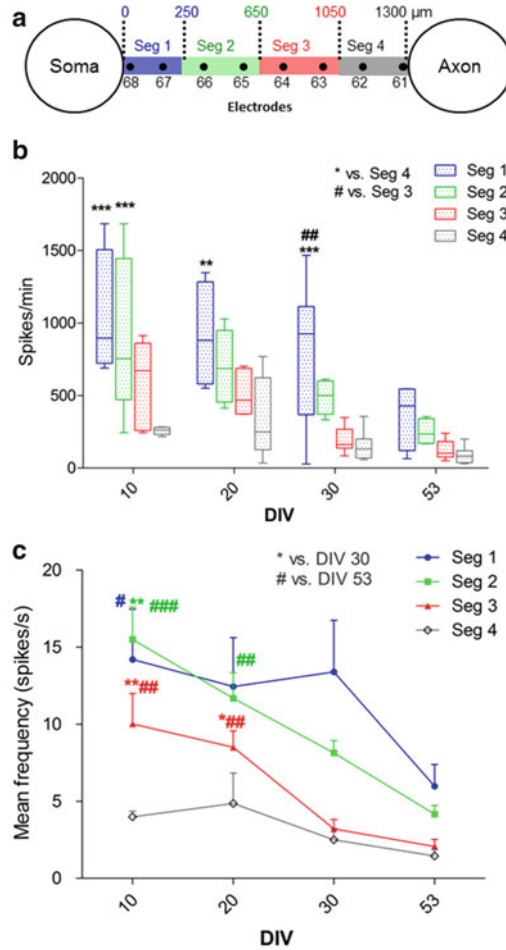 a
0 250 650 1050 1300 µm
Seg 1 Seg 2 Seg 3 Seg 4
Soma Axon
68 67 66 65 64 63 62 61
Electrodes
b
* vs. Seg 4
# vs. Seg 3
Seg 1
Seg 2
Seg 3
Seg 4
Spikes/min
2000
1500
1000
500
0
*** ***
**
##
***
10 20 30 53
DIV
c
* vs. DIV 30
# vs. DIV 53
Seg 1
Seg 2
Seg 3
Seg 4
Mean frequency (spikes/s)
20
15
10
5
0
# ** ###
**##
##
*##
10 20 30 53
DIV